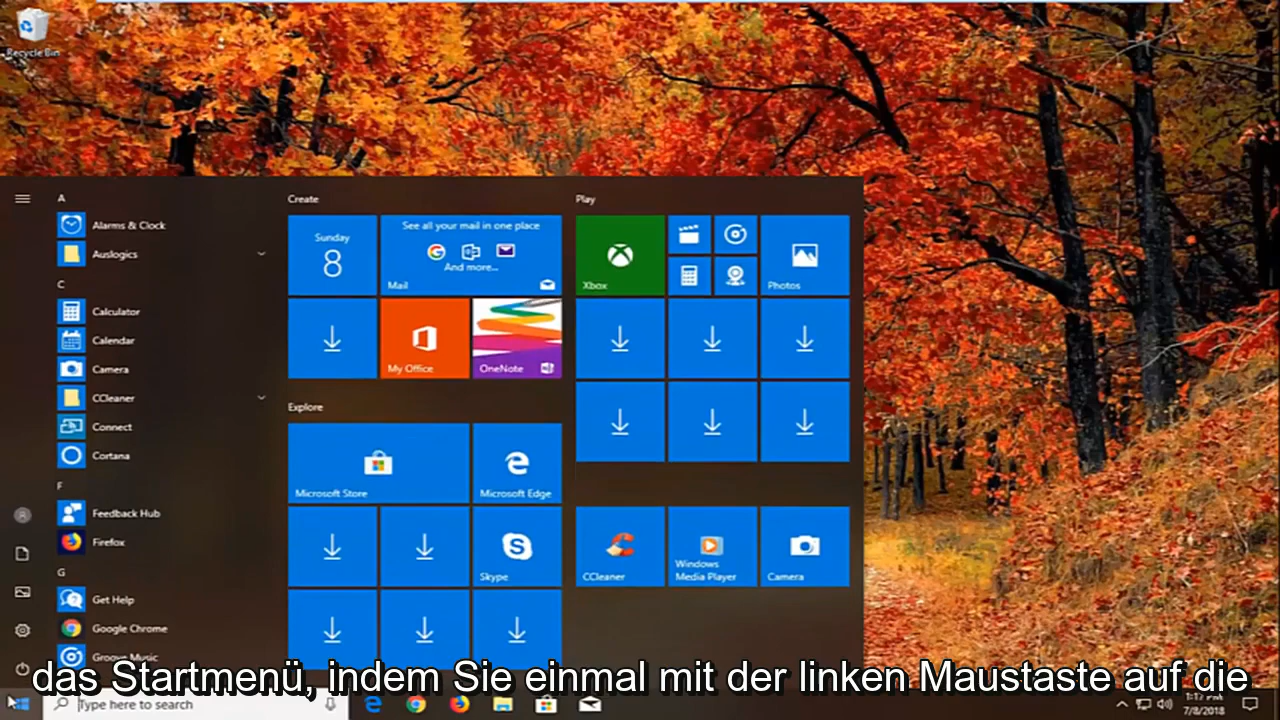 Recycle Bin
A
Alarms & Clock
Auslogics
C
Calculator
Calendar
Camera
CCleaner
Connect
Cortana
F
Feedback Hub
Firefox
G
Get Help
Google Chrome
Groove Music
Create
Sunday
8
See all your mail in one place
And more...
Mail
My Office
OneNote
Explore
Microsoft Store
Microsoft Edge
Skype
Play
Xbox
Photos
CCleaner
Windows
Media Player
Camera
das Startmenü, indem Sie einmal mit der linken Maustaste auf die
Type here to search
7/8/2018